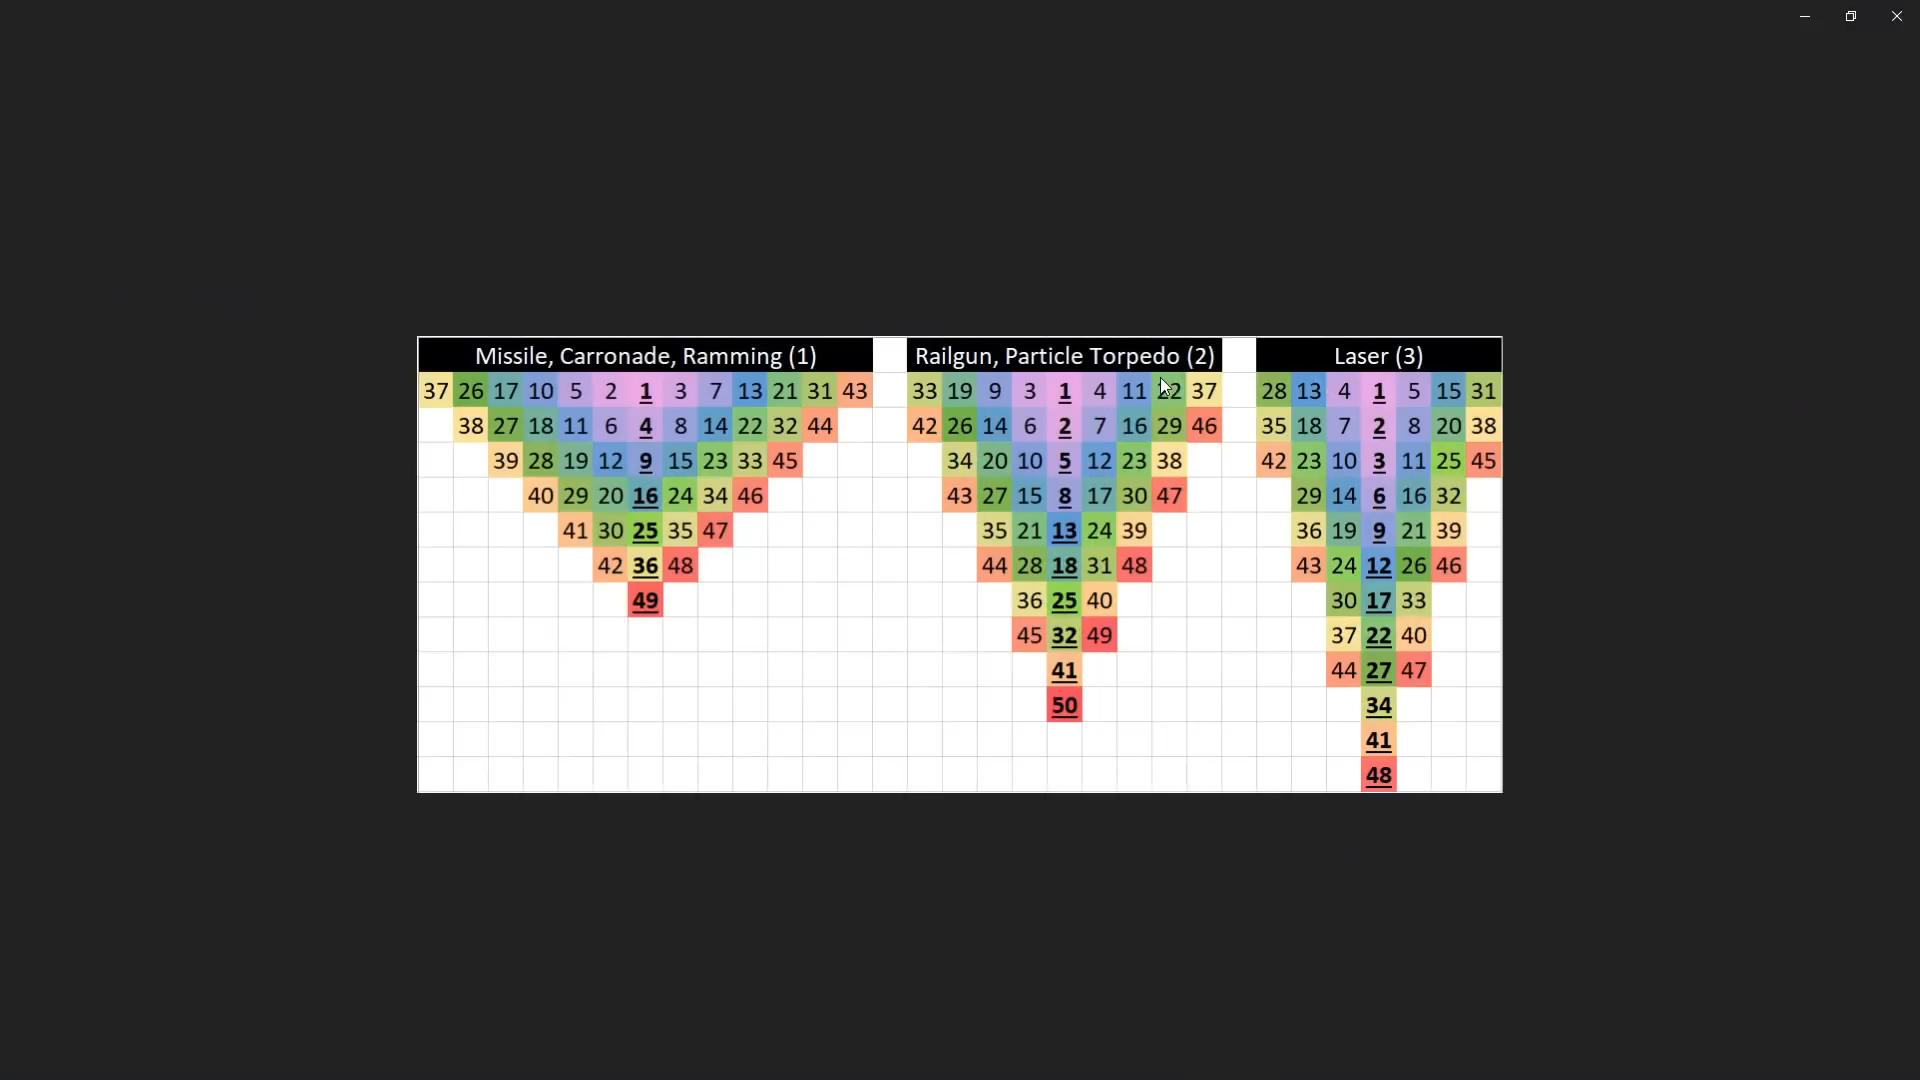 Missile, Carronade, Ramming (1) Railgun, Particle Torpedo (2) Laser (3)
37 26 17 10 5 2 1 3 7 13 21 31 43 33 19 9 3 1 4 11 22 37 28 13 4 1 5 15 31
38 27 18 11 6 4 8 14 22 32 44 42 26 14 6 2 7 16 29 46 35 18 7 2 8 20 38
39 28 19 12 9 15 23 33 45 34 20 10 5 12 23 38 42 23 10 3 11 25 45
40 29 20 16 24 34 46 43 27 15 8 17 30 47 29 14 6 16 32
41 30 25 35 47 35 21 13 24 39 36 19 9 21 39
42 36 48 44 28 18 31 48 43 24 12 26 46
49 36 25 40 30 17 33
45 32 49 37 22 40
41 44 27 47
50 34
41
48